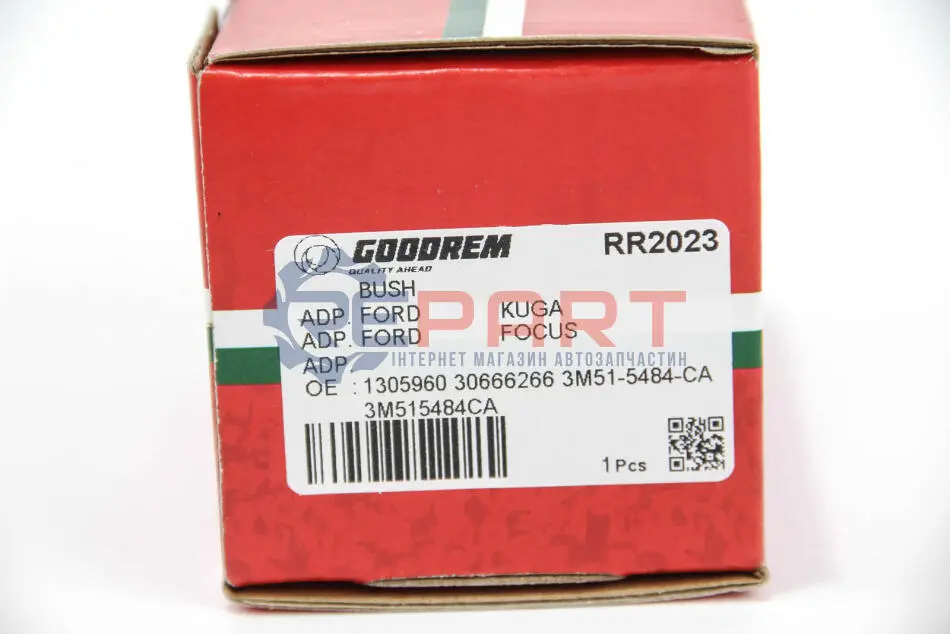 GOODREM RR2023
QUALITY AHEAD
BUSH
ADP. FORD KUGA
ADP. FORD FOCUS
ADP.
OE : 1305960 30666266 3M51-5484-CA
3M515484CA
1 Pcs
PART
ІНТЕРНЕТ МАГАЗИН АВТОЗАПЧАСТИН